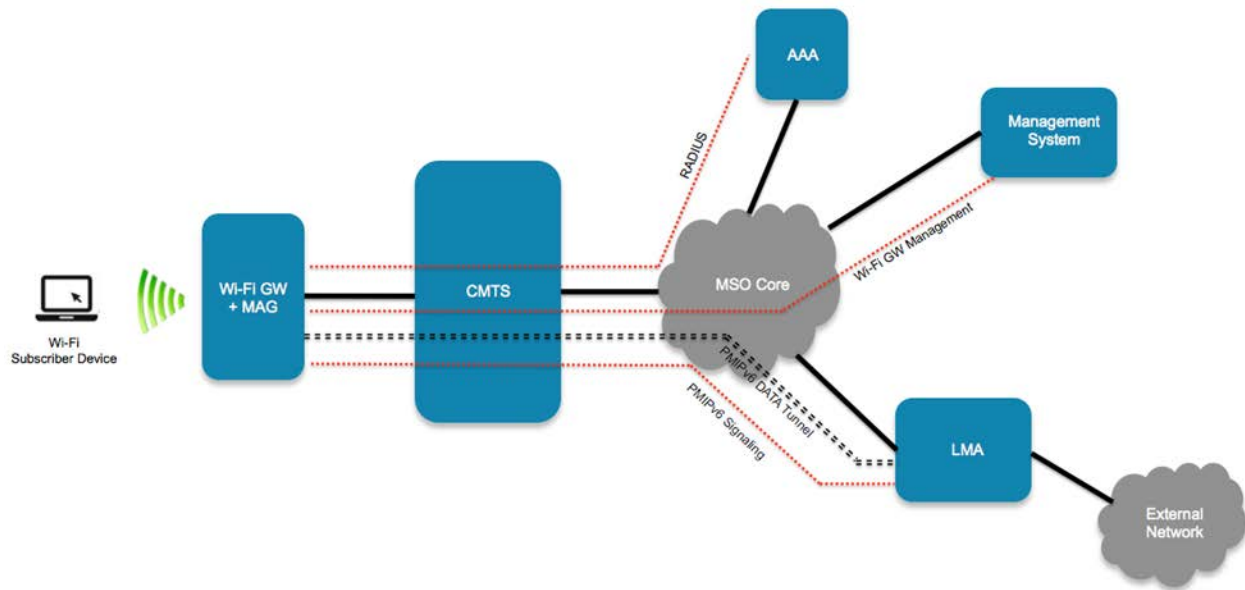 AAA
Management
System
RADIUS
Wi-Fi GW Management
Wi-Fi GW
+ MAG
CMTS
MSO Core
Wi-Fi
Subscriber Device
PMIPv6 DATA Tunnel
PMIPv6 Signaling
LMA
External
Network